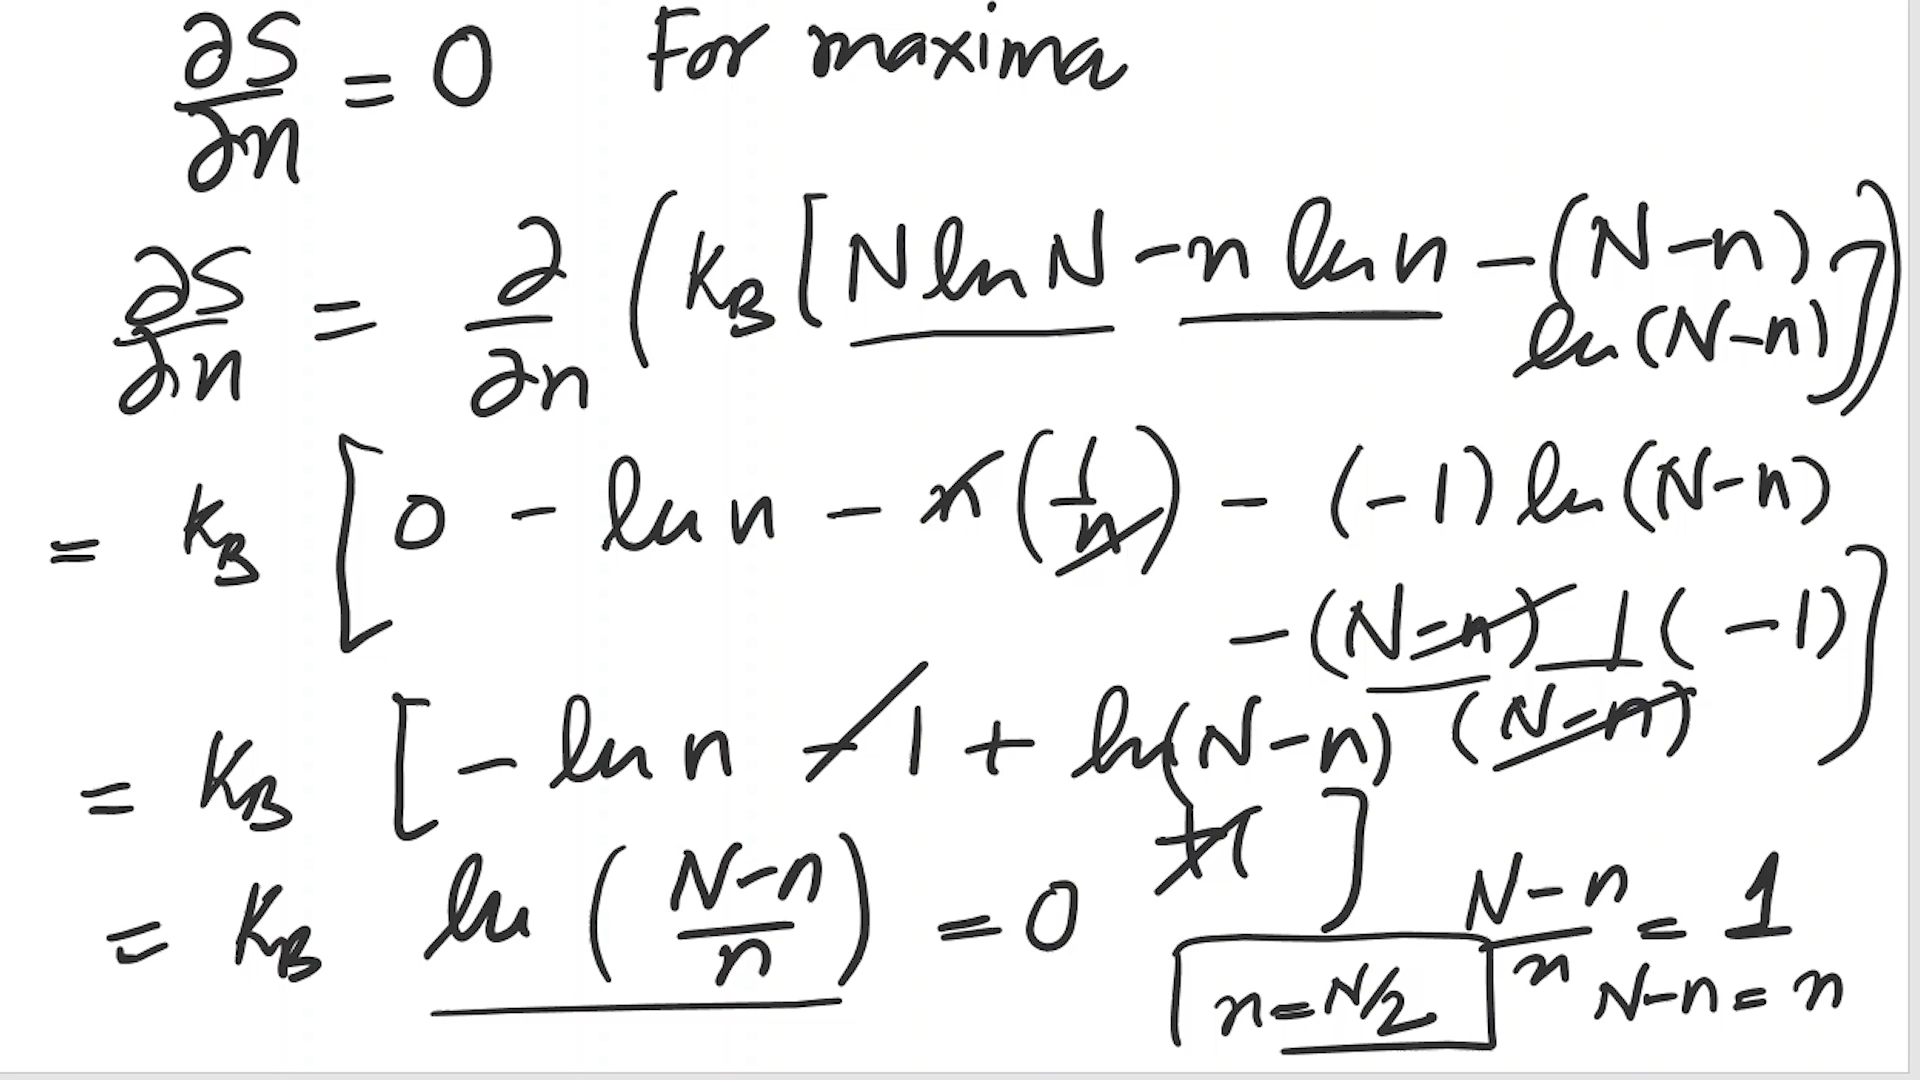 ∂S/∂n = 0 For maxima
∂S/∂n = ∂/∂n (K_B [N ln N - n ln n - (N-n) ln (N-n)])
= K_B [0 - ln n - n (1/n) - (-1) ln (N-n)
- (N-n) 1/(N-n) (-1)]
= K_B [- ln n - 1 + ln (N-n) + 1]
= K_B ln ((N-n)/n) = 0
(N-n)/n = 1
N-n = n
n = N/2